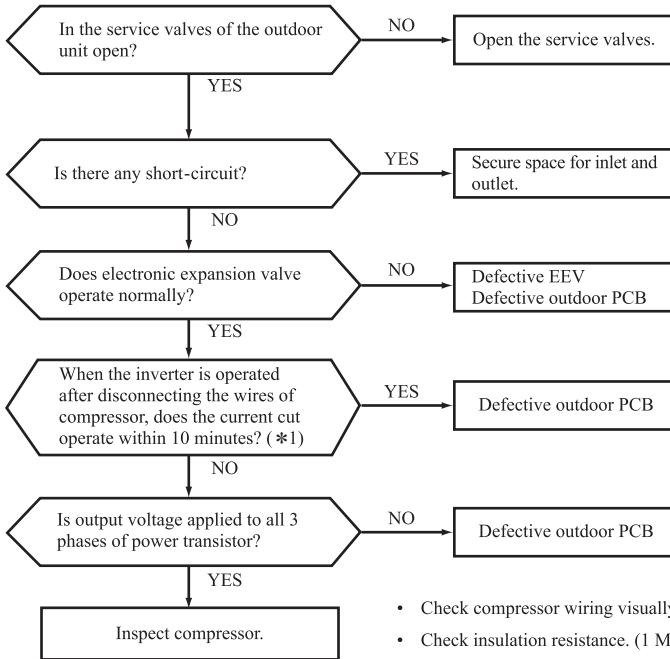 In the service valves of the outdoor
unit open?
NO
Open the service valves.
YES
Is there any short-circuit?
YES
Secure space for inlet and
outlet.
NO
Does electronic expansion valve
operate normally?
NO
Defective EEV
Defective outdoor PCB
YES
When the inverter is operated
after disconnecting the wires of
compressor, does the current cut
operate within 10 minutes? (∗1)
YES
Defective outdoor PCB
NO
Is output voltage applied to all 3
phases of power transistor?
NO
Defective outdoor PCB
YES
Inspect compressor.
• Check compressor wiring visually
• Check insulation resistance. (1 M